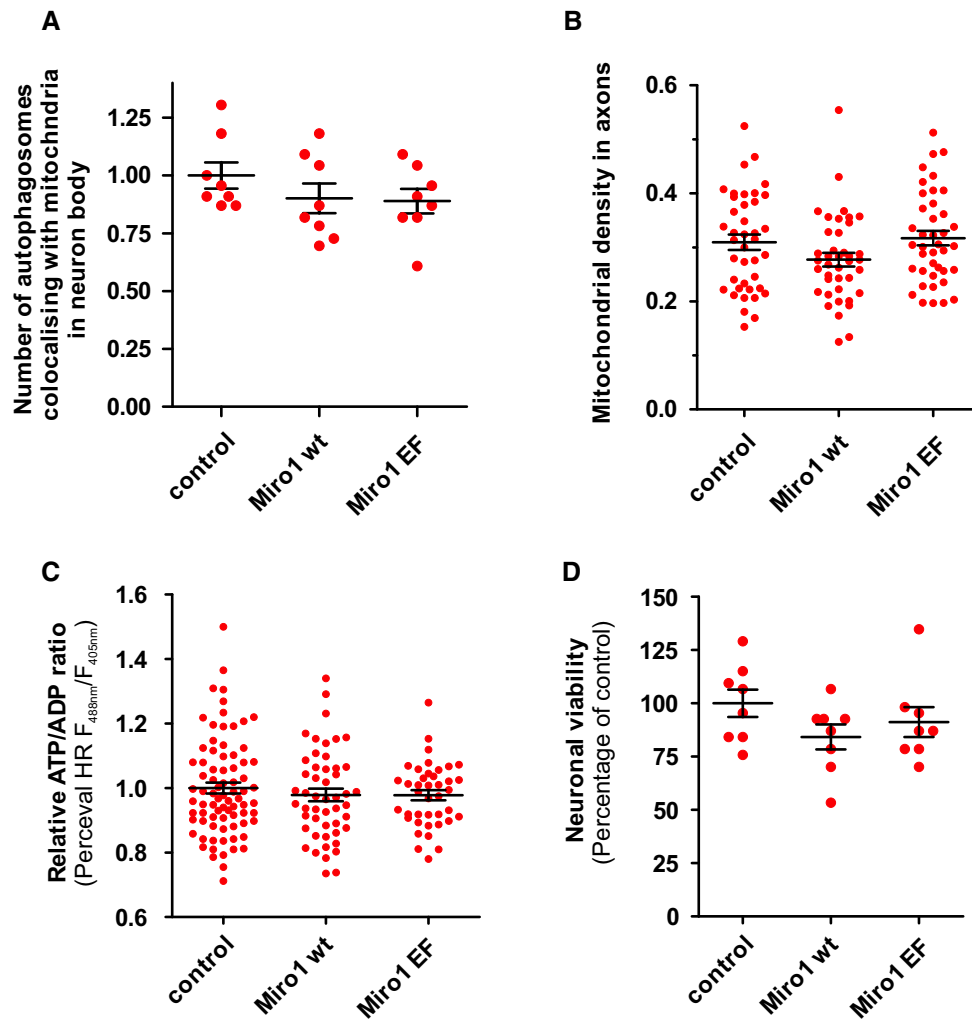 A
Number of autophagosomes
colocalising with mitochndria
in neuron body
1.25
1.00
0.75
0.50
0.25
0.00
control
Miro1 wt
Miro1 EF
B
Mitochondrial density in axons
0.6
0.4
0.2
0.0
control
Miro1 wt
Miro1 EF
C
Relative ATP/ADP ratio
(Perceval HR F488nm/F405nm)
1.6
1.4
1.2
1.0
0.8
0.6
control
Miro1 wt
Miro1 EF
D
Neuronal viability
(Percentage of control)
150
125
100
75
50
25
0
control
Miro1 wt
Miro1 EF